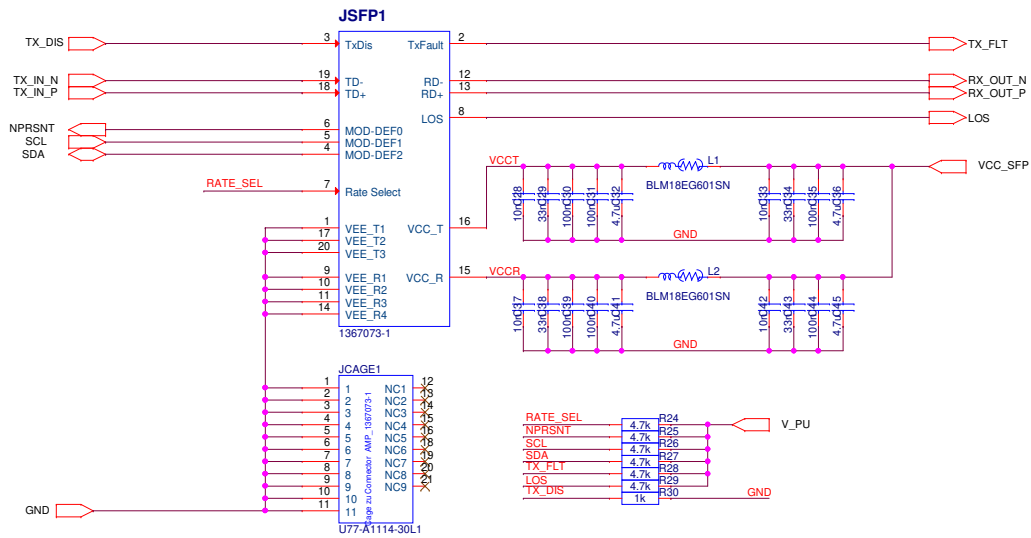 JSFP1
TX_DIS 3 TxDis TxFault 2 TX_FLT
TX_IN_N 19 TD- RD- 12 RX_OUT_N
TX_IN_P 18 TD+ RD+ 13 RX_OUT_P
LOS 8 LOS
NPRSNT 6 MOD-DEF0
SCL 5 MOD-DEF1
SDA 4 MOD-DEF2
RATE_SEL 7 Rate Select
1 VEE_T1 VCC_T 16
17 VEE_T2
20 VEE_T3
9 VEE_R1 VCC_R 15
10 VEE_R2
11 VEE_R3
14 VEE_R4
1367073-1
VCCT L1 VCC_SFP
BLM18EG601SN
10n C28
33n C29
100n C30
100n C31
4.7u C32
10n C33
33n C34
100n C35
4.7u C36
GND
VCCR L2
BLM18EG601SN
10n C37
33n C38
100n C39
100n C40
4.7u C41
10n C42
33n C43
100n C44
4.7u C45
GND
JCAGE1
1 1 NC1 12
2 2 NC2 13
3 3 NC3 14
4 4 NC4 15
5 5 NC5 16
6 6 NC6 18
7 7 NC7 19
8 8 NC8 20
9 9 NC9 21
10 10
11 11
Cage zu Connector AMP_1367073-1
U77-A1114-30L1
GND
RATE_SEL 4.7k R24 V_PU
NPRSNT 4.7k R25
SCL 4.7k R26
SDA 4.7k R27
TX_FLT 4.7k R28
LOS 4.7k R29
TX_DIS 1k R30 GND